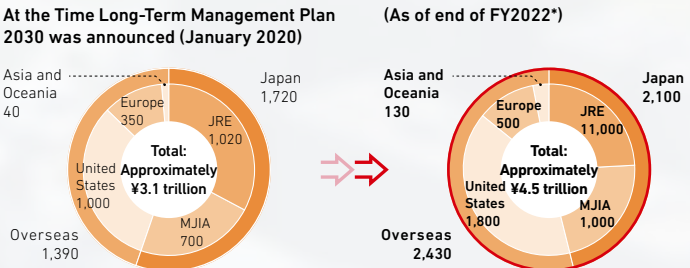 At the Time Long-Term Management Plan
2030 was announced (January 2020)
Asia and
Oceania
40
Japan
1,720
Europe
350
JRE
1,020
Total:
Approximately
¥3.1 trillion
United
States
1,000
MJIA
700
Overseas
1,390
(As of end of FY2022*)
Asia and
Oceania
130
Japan
2,100
Europe
500
JRE
11,000
Total:
Approximately
¥4.5 trillion
United
States
1,800
MJIA
1,000
Overseas
2,430